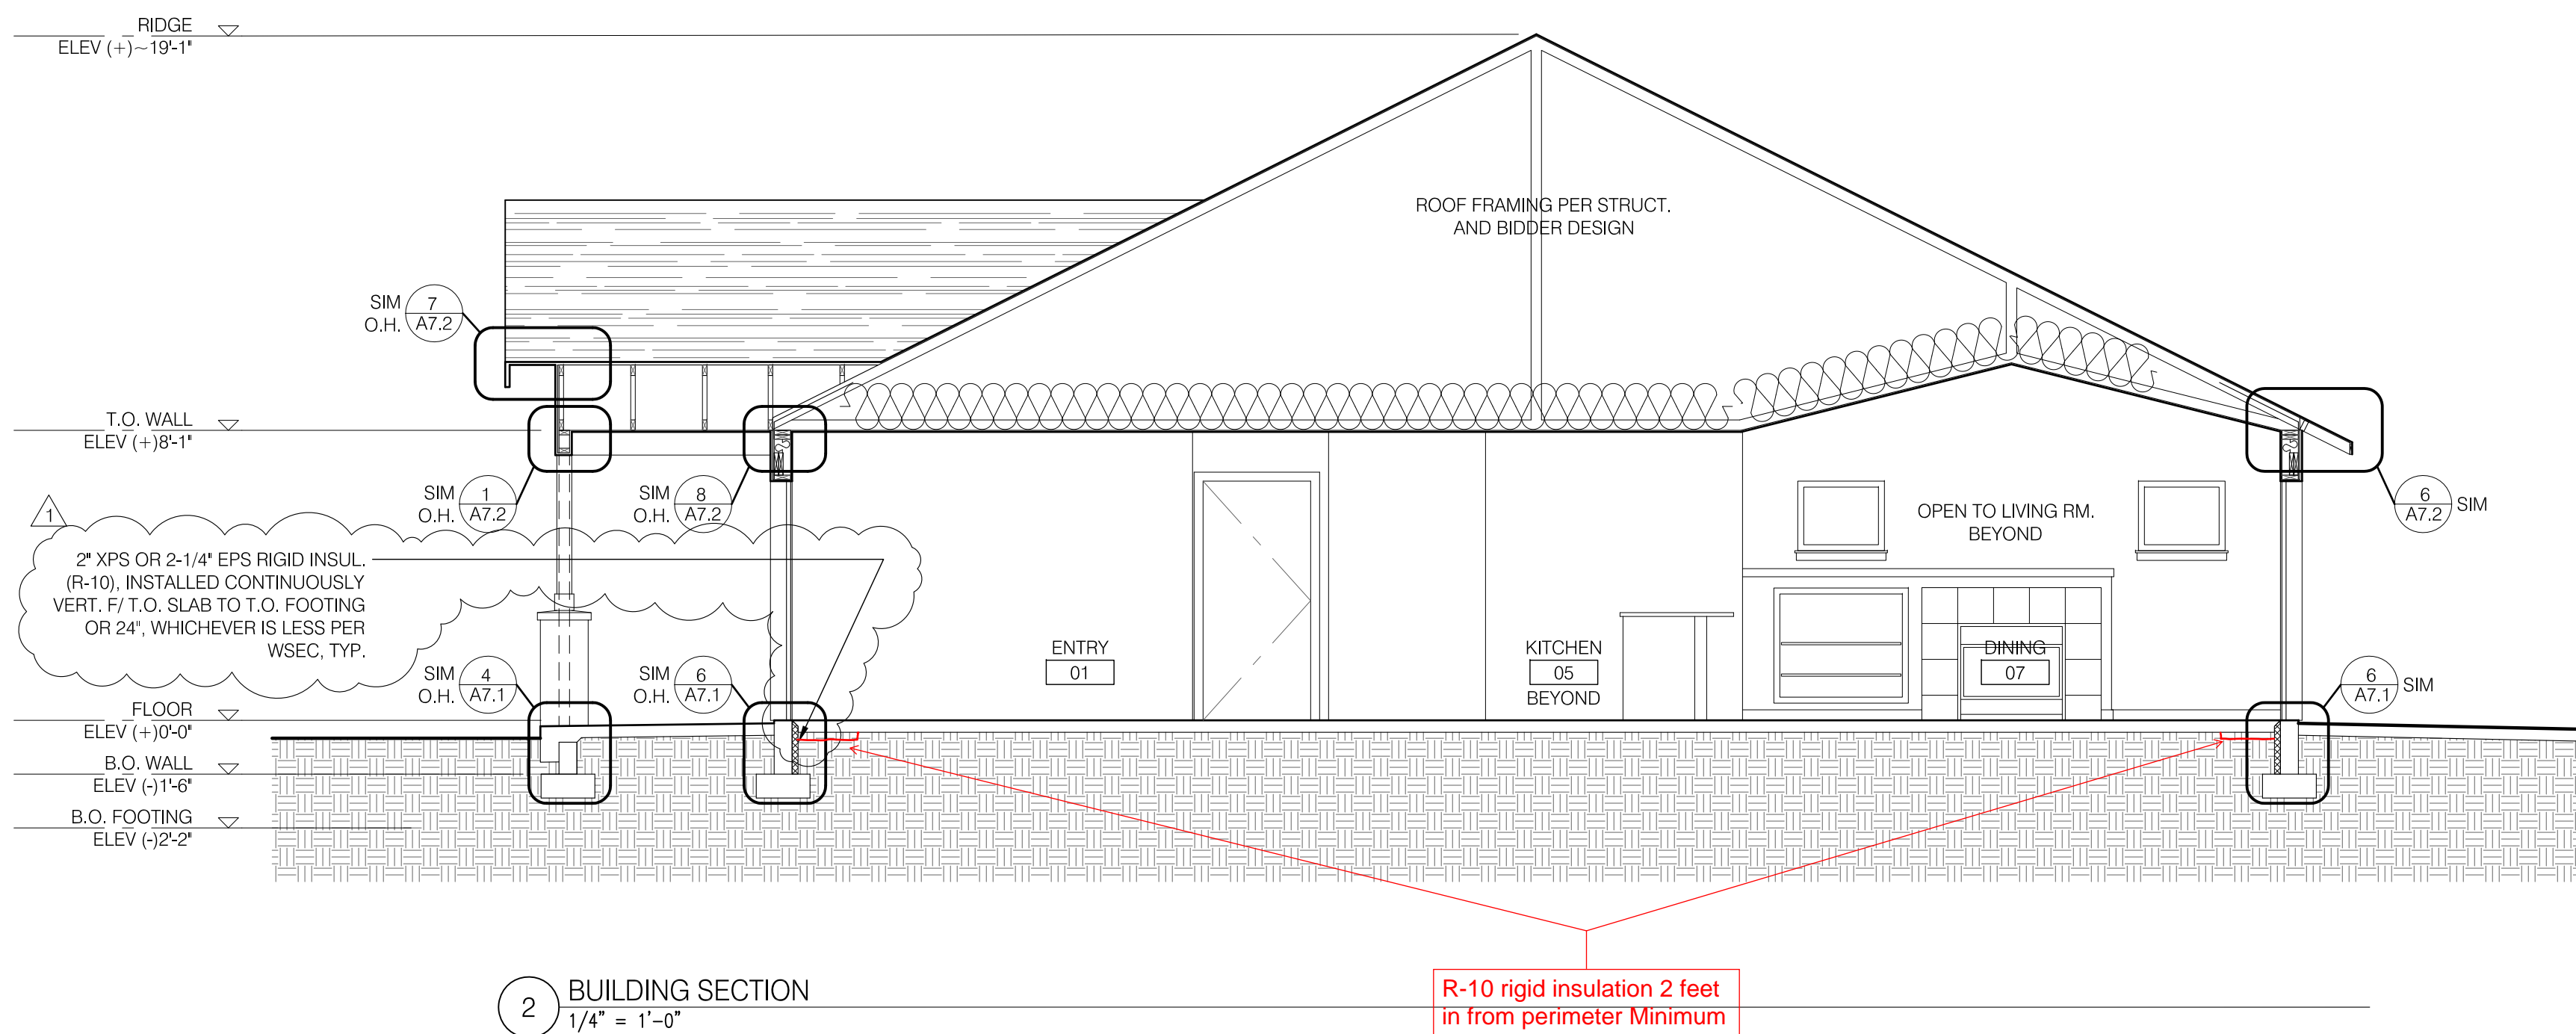 RIDGE
ELEV (+)~19'-1"
ROOF FRAMING PER STRUCT.
AND BIDDER DESIGN
SIM
O.H.
7
A7.2
T.O. WALL
ELEV (+)8'-1"
SIM
O.H.
1
A7.2
SIM
O.H.
8
A7.2
6
A7.2
SIM
OPEN TO LIVING RM.
BEYOND
1
2" XPS OR 2-1/4" EPS RIGID INSUL.
(R-10), INSTALLED CONTINUOUSLY
VERT. F/ T.O. SLAB TO T.O. FOOTING
OR 24", WHICHEVER IS LESS PER
WSEC, TYP.
SIM
O.H.
4
A7.1
SIM
O.H.
6
A7.1
ENTRY
01
KITCHEN
05
BEYOND
DINING
07
6
A7.1
SIM
FLOOR
ELEV (+)0'-0"
B.O. WALL
ELEV (-)1'-6"
B.O. FOOTING
ELEV (-)2'-2"
2
BUILDING SECTION
1/4" = 1'-0"
R-10 rigid insulation 2 feet
in from perimeter Minimum